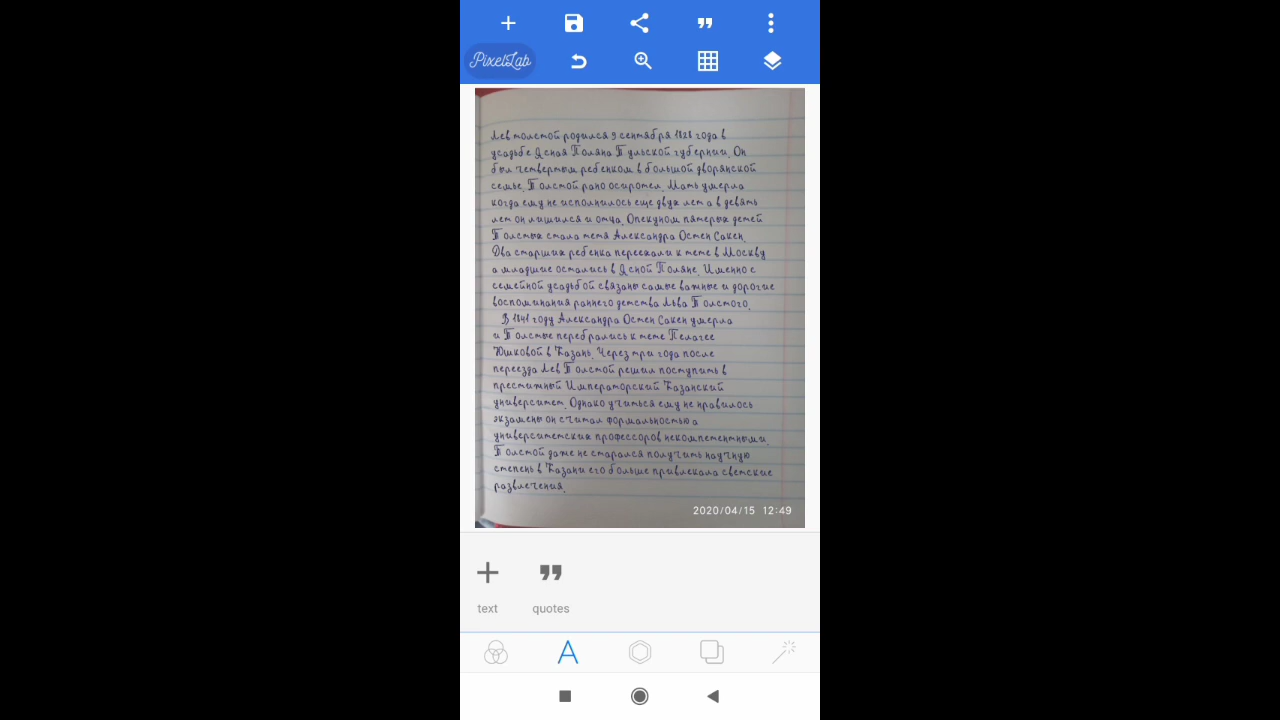 PixelLab
Лев толстой родился 9 сентября 1828 года в
усадьбе Ясная Поляна Тульской губернии. Он
был четвертым ребенком в большой дворянской
семье. Толстой рано осиротел. Мать умерла
когда ему не исполнилось еще двух лет а в девять
лет он лишился и отца. Опекуном пятерых детей
Толстых стала тетя Александра Остен Сакен.
Два старших ребенка переехали к тете в Москву
а младшие остались в Ясной Поляне. Именно с
семейной усадьбой связаны самые важные и дорогие
воспоминания раннего детства Льва Толстого.
В 1841 году Александра Остен Сакен умерла
и Толстые перебрались к тете Пелагее
Юшковой в Казань. Через три года после
переезда Лев Толстой решил поступить в
престижный Императорский Казанский
университет. Однако учиться ему не нравилось
экзамены он считал формальностью а
университетских профессоров некомпетентными.
Толстой даже не старался получить научную
степень в Казани его больше привлекала светские
развлечения.
2020/04/15 12:49
text quotes